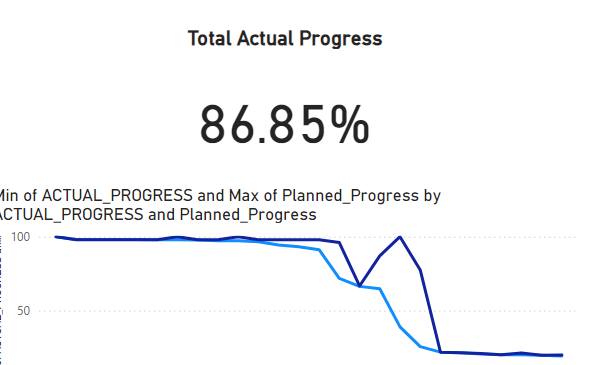 Total Actual Progress
86.85%
Min of ACTUAL_PROGRESS and Max of Planned_Progress by
ACTUAL_PROGRESS and Planned_Progress
100
50